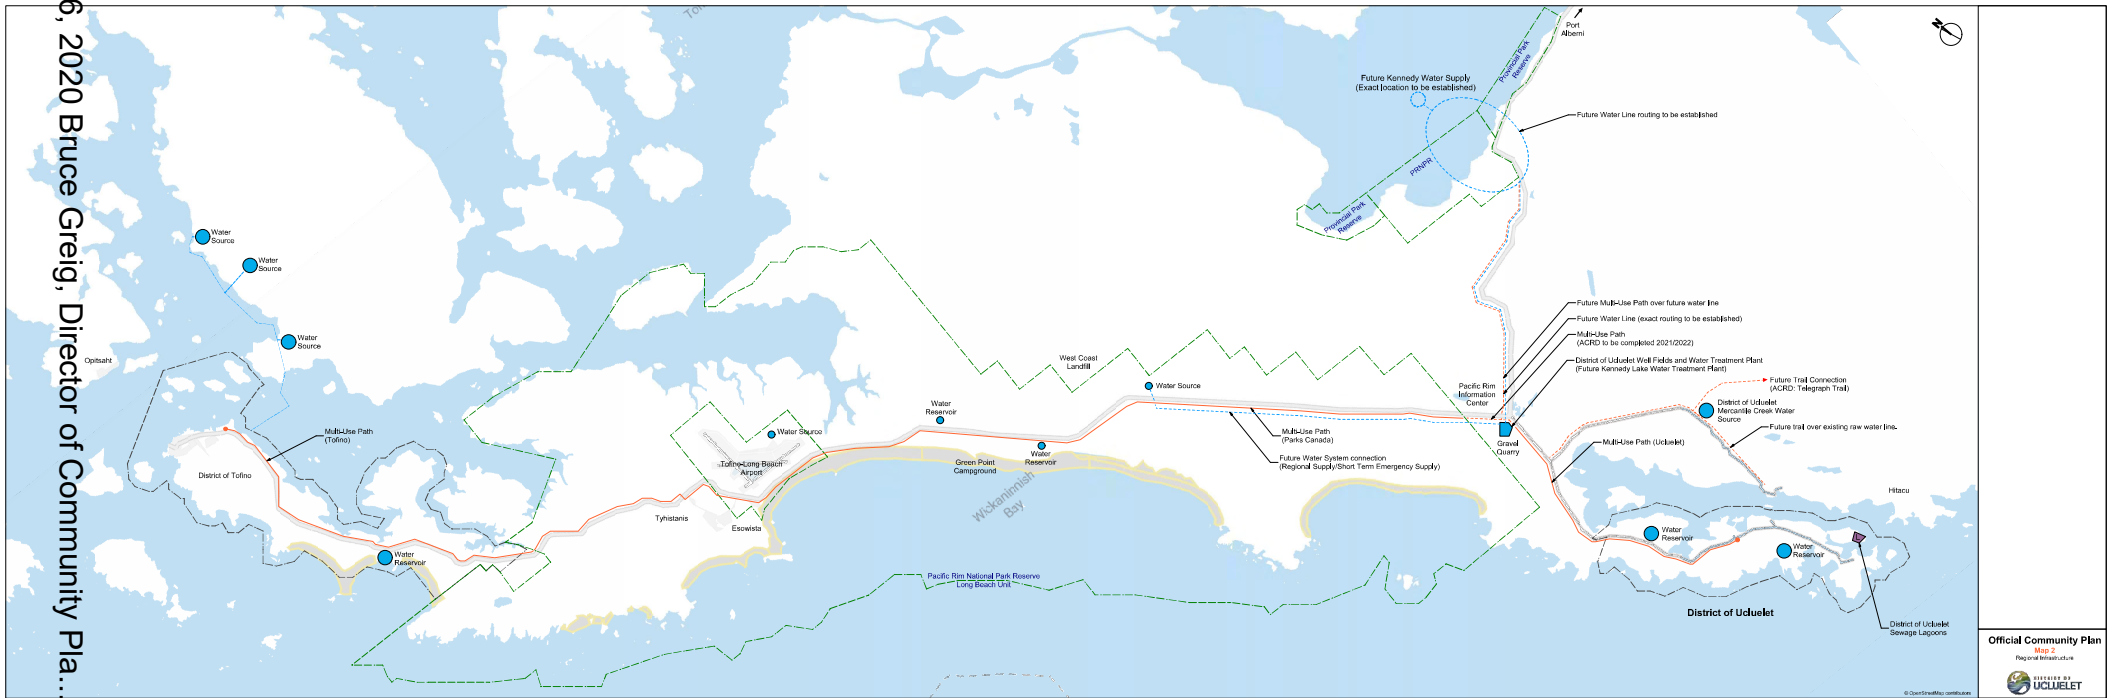 6, 2020 Bruce Greig, Director of Community Pla...
Port
Alberni
N
Provincial Park
Reserve
Future Kennedy Water Supply
(Exact location to be established)
Future Water Line routing to be established
PRNPR
Provincial Park
Reserve
Water
Source
Water
Source
Water
Source
Opitsaht
Future Multi-Use Path over future water line
Future Water Line (exact routing to be established)
Multi-Use Path
(ACRD to be completed 2021/2022)
District of Ucluelet Well Fields and Water Treatment Plant
(Future Kennedy Lake Water Treatment Plant)
West Coast
Landfill
Water Source
Pacific Rim
Information
Center
Future Trail Connection
(ACRD: Telegraph Trail)
District of Ucluelet
Mercantile Creek Water
Source
Future trail over existing raw water line.
Water
Reservoir
Water Source
Multi-Use Path
(Tofino)
Multi-Use Path
(Parks Canada)
Multi-Use Path (Ucluelet)
Gravel
Quarry
Future Water System connection
(Regional Supply/Short Term Emergency Supply)
Water
Reservoir
Green Point
Campground
Tofino-Long Beach
Airport
District of Tofino
Wickaninnish
Bay
Hitacu
Tyhistanis
Esowista
Water
Reservoir
Water
Reservoir
Water
Reservoir
Pacific Rim National Park Reserve
Long Beach Unit
District of Ucluelet
District of Ucluelet
Sewage Lagoons
Official Community Plan
Map 2
Regional Infrastructure
DISTRICT OF
UCLUELET
© OpenStreetMap contributors